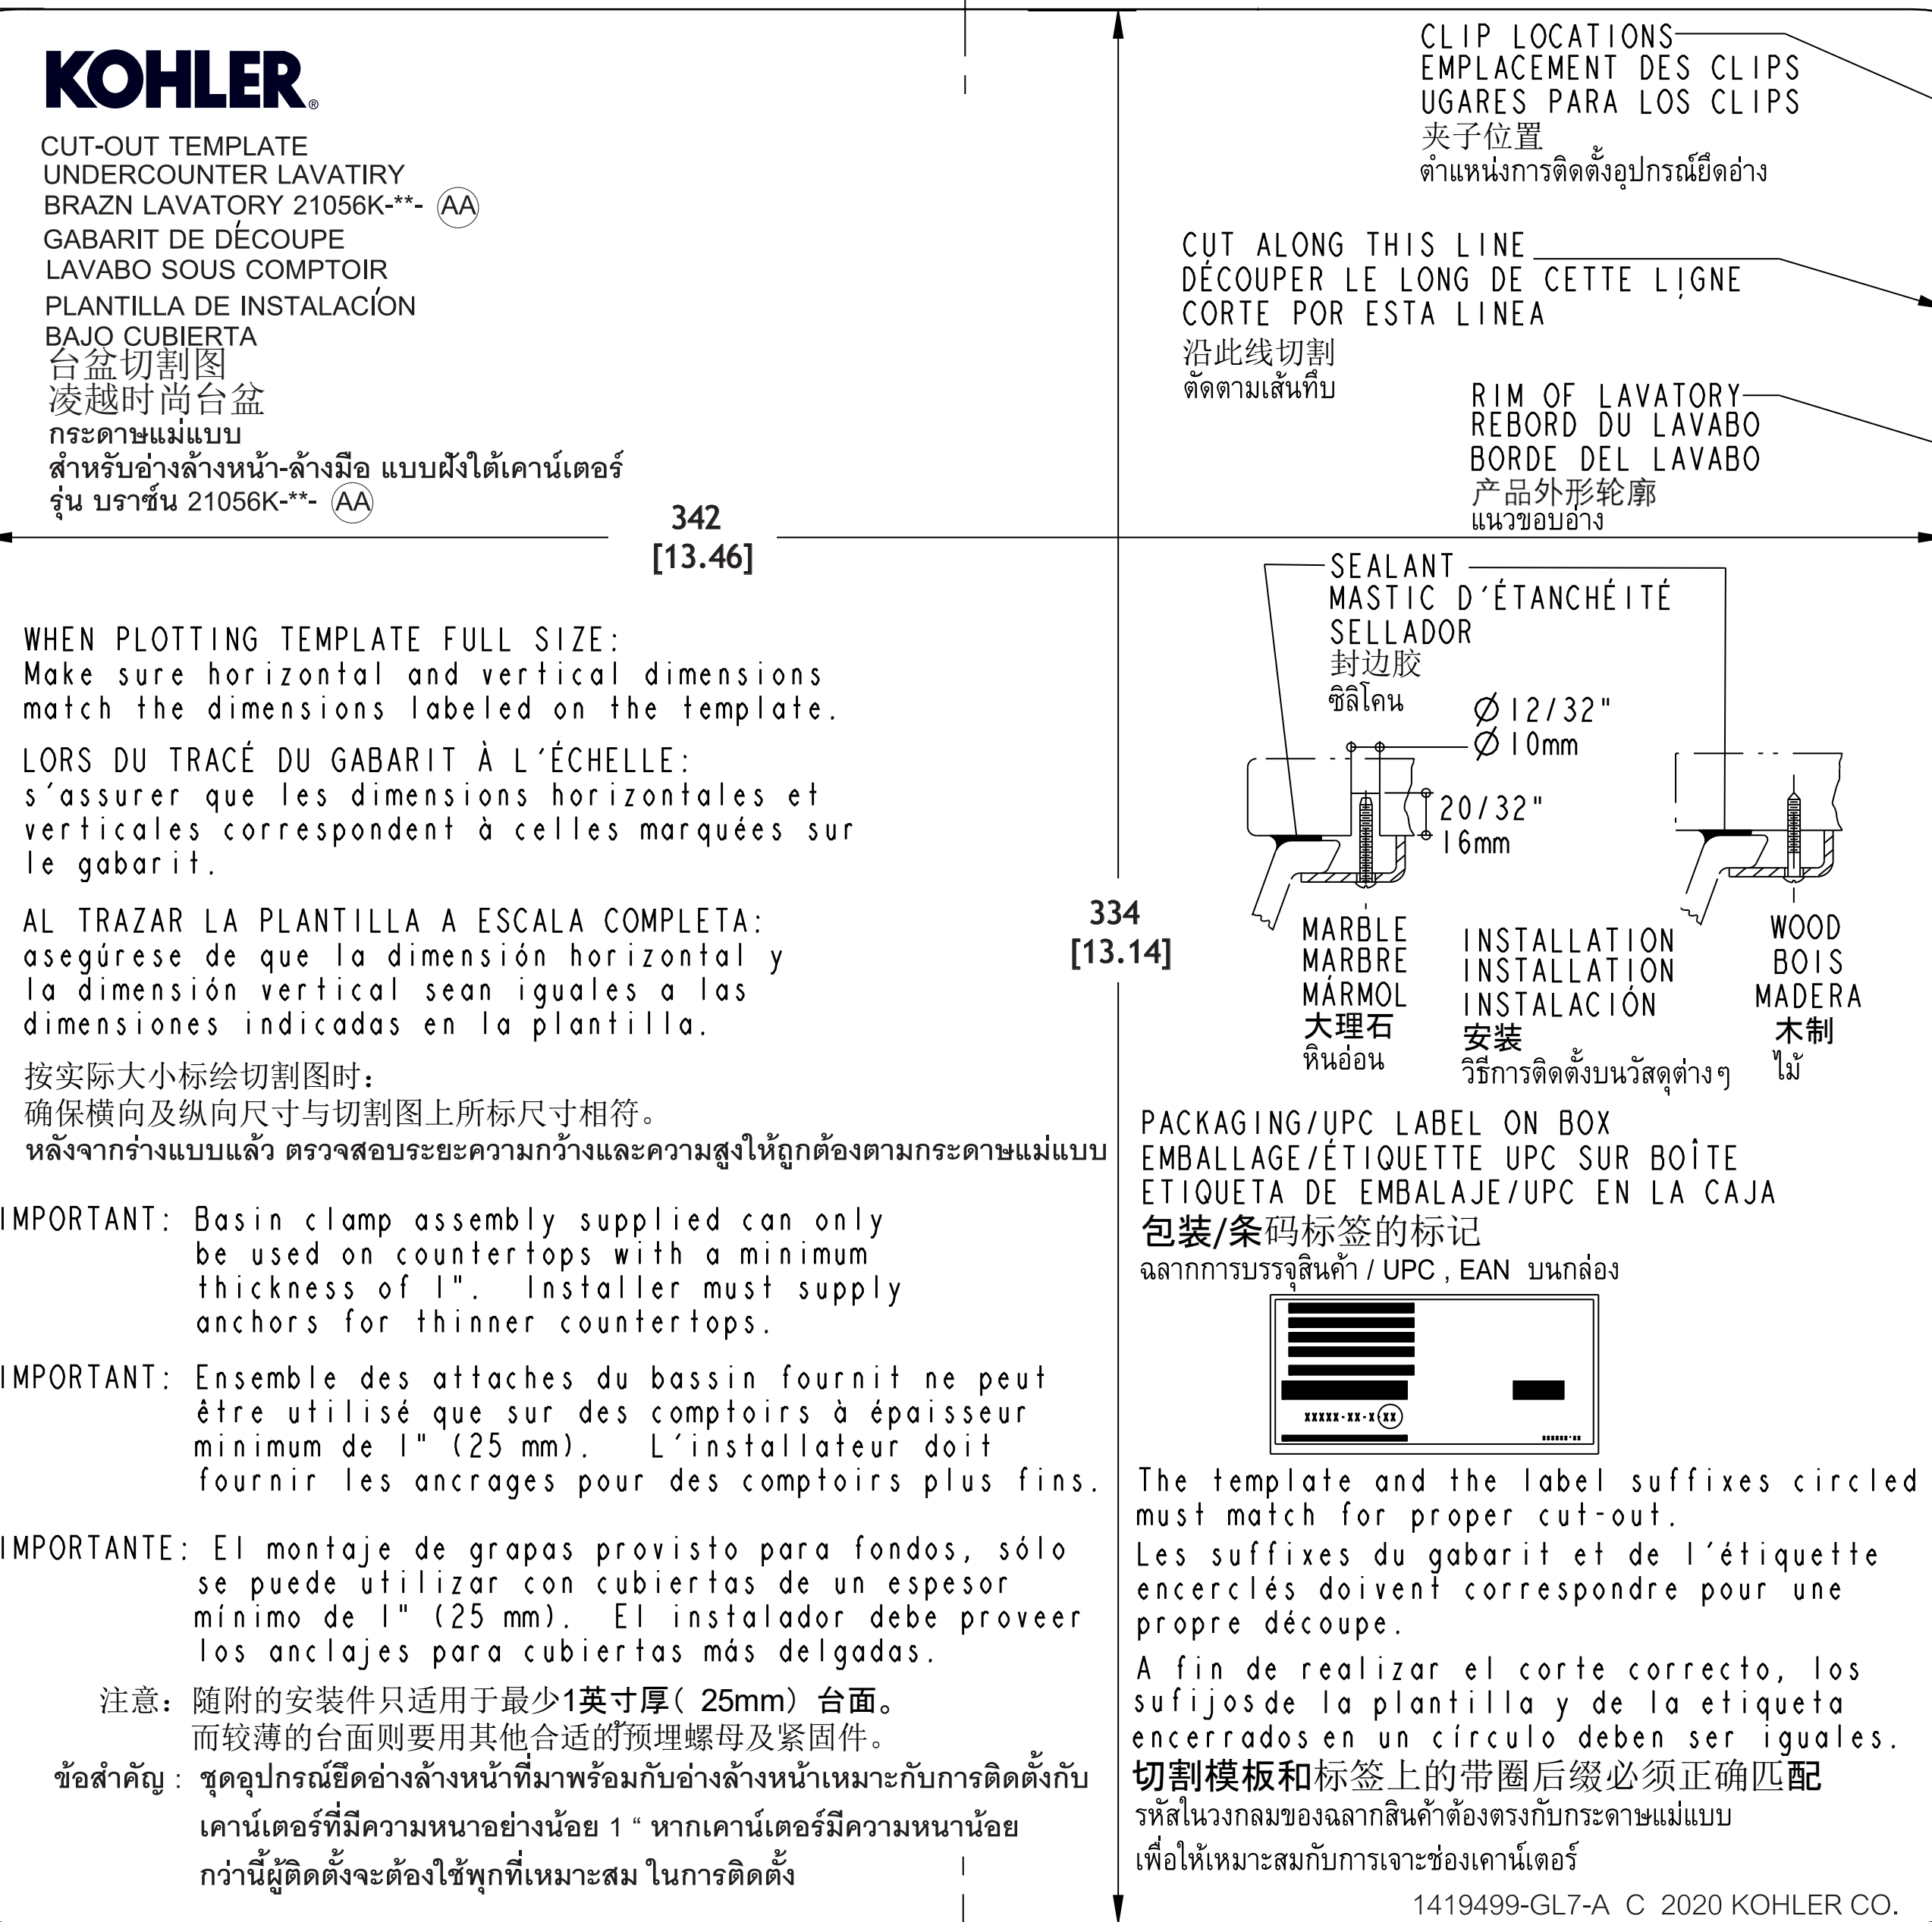 KOHLER®
CUT-OUT TEMPLATE
UNDERCOUNTER LAVATIRY
BRAZN LAVATORY 21056K-**- AA
GABARIT DE DÉCOUPE
LAVABO SOUS COMPTOIR
PLANTILLA DE INSTALACÍON
BAJO CUBIERTA
台盆切割图
凌越时尚台盆
กระดาษแม่แบบ
สำหรับอ่างล้างหน้า-ล้างมือ แบบฝังใต้เคาน์เตอร์
รุ่น บราซ์น 21056K-**- AA
342
[13.46]
WHEN PLOTTING TEMPLATE FULL SIZE:
Make sure horizontal and vertical dimensions
match the dimensions labeled on the template.
LORS DU TRACÉ DU GABARIT À L'ÉCHELLE:
s'assurer que les dimensions horizontales et
verticales correspondent à celles marquées sur
le gabarit.
AL TRAZAR LA PLANTILLA A ESCALA COMPLETA:
asegúrese de que la dimensión horizontal y
la dimensión vertical sean iguales a las
dimensiones indicadas en la plantilla.
按实际大小标绘切割图时：
确保横向及纵向尺寸与切割图上所标尺寸相符。
หลังจากร่างแบบแล้ว ตรวจสอบระยะความกว้างและความสูงให้ถูกต้องตามกระดาษแม่แบบ
IMPORTANT: Basin clamp assembly supplied can only
be used on countertops with a minimum
thickness of 1". Installer must supply
anchors for thinner countertops.
IMPORTANT: Ensemble des attaches du bassin fournit ne peut
être utilisé que sur des comptoirs à épaisseur
minimum de 1" (25 mm). L'installateur doit
fournir les ancrages pour des comptoirs plus fins.
IMPORTANTE: El montaje de grapas provisto para fondos, sólo
se puede utilizar con cubiertas de un espesor
mínimo de 1" (25 mm). El instalador debe proveer
los anclajes para cubiertas más delgadas.
注意：随附的安装件只适用于最少1英寸厚( 25mm) 台面。
而较薄的台面则要用其他合适的预埋螺母及紧固件。
ข้อสำคัญ : ชุดอุปกรณ์ยึดอ่างล้างหน้าที่มาพร้อมกับอ่างล้างหน้าเหมาะกับการติดตั้งกับ
เคาน์เตอร์ที่มีความหนาอย่างน้อย 1 “ หากเคาน์เตอร์มีความหนาน้อย
กว่านี้ผู้ติดตั้งจะต้องใช้พุกที่เหมาะสม ในการติดตั้ง
CLIP LOCATIONS
EMPLACEMENT DES CLIPS
UGARES PARA LOS CLIPS
夹子位置
ตำแหน่งการติดตั้งอุปกรณ์ยึดอ่าง
CUT ALONG THIS LINE
DÉCOUPER LE LONG DE CETTE LIGNE
CORTE POR ESTA LINEA
沿此线切割
ตัดตามเส้นทึบ
RIM OF LAVATORY
REBORD DU LAVABO
BORDE DEL LAVABO
产品外形轮廓
แนวขอบอ่าง
SEALANT
MASTIC D'ÉTANCHÉITÉ
SELLADOR
封边胶
ซิลิโคน
Ø 12/32"
Ø 10mm
20/32"
16mm
334
[13.14]
MARBLE
MARBRE
MÁRMOL
大理石
หินอ่อน
INSTALLATION
INSTALLATION
INSTALACIÓN
安装
วิธีการติดตั้งบนวัสดุต่างๆ
WOOD
BOIS
MADERA
木制
ไม้
PACKAGING/UPC LABEL ON BOX
EMBALLAGE/ÉTIQUETTE UPC SUR BOÎTE
ETIQUETA DE EMBALAJE/UPC EN LA CAJA
包装/条码标签的标记
ฉลากการบรรจุสินค้า / UPC , EAN บนกล่อง
XXXXX-XX-X-XX
XXXXXX-XX
The template and the label suffixes circled
must match for proper cut-out.
Les suffixes du gabarit et de l'étiquette
encerclés doivent correspondre pour une
propre découpe.
A fin de realizar el corte correcto, los
sufijos de la plantilla y de la etiqueta
encerrados en un círculo deben ser iguales.
切割模板和标签上的带圈后缀必须正确匹配
รหัสในวงกลมของฉลากสินค้าต้องตรงกับกระดาษแม่แบบ
เพื่อให้เหมาะสมกับการเจาะช่องเคาน์เตอร์
1419499-GL7-A C 2020 KOHLER CO.